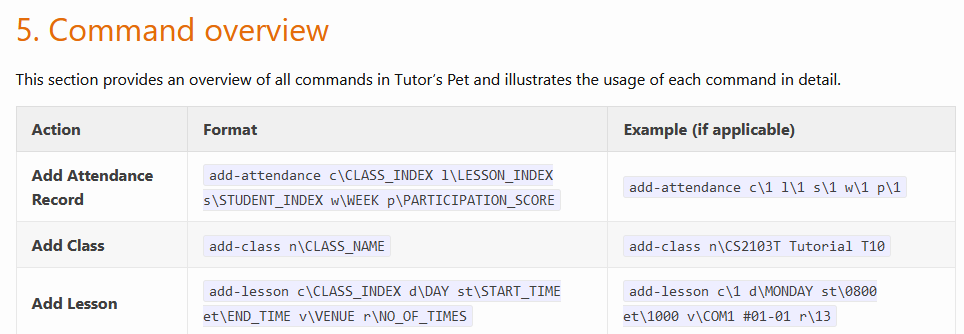 5. Command overview
This section provides an overview of all commands in Tutor’s Pet and illustrates the usage of each command in detail.
Action Format Example (if applicable)
Add Attendance Record
add-attendance c\CLASS_INDEX l\LESSON_INDEX
s\STUDENT_INDEX w\WEEK p\PARTICIPATION_SCORE
add-attendance c\1 l\1 s\1 w\1 p\1
Add Class
add-class n\CLASS_NAME
add-class n\CS2103T Tutorial T10
Add Lesson
add-lesson c\CLASS_INDEX d\DAY st\START_TIME
et\END_TIME v\VENUE r\NO_OF_TIMES
add-lesson c\1 d\MONDAY st\0800
et\1000 v\COM1 #01-01 r\13